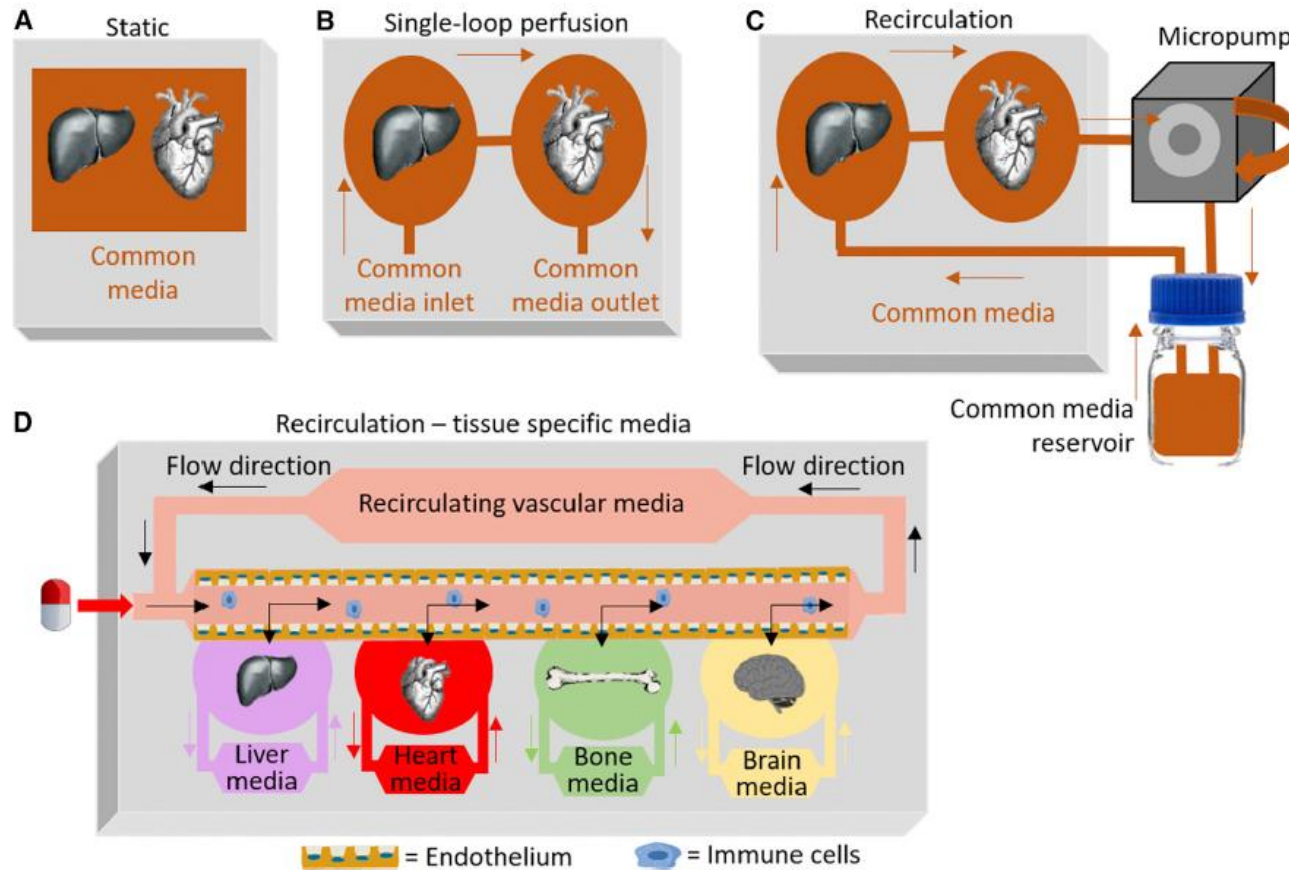 A
Static
Common
media
B
Single-loop perfusion
Common
media inlet
Common
media outlet
C
Recirculation
Micropump
Common media
Common media
reservoir
D
Recirculation – tissue specific media
Flow direction
Flow direction
Recirculating vascular media
Liver
media
Heart
media
Bone
media
Brain
media
= Endothelium
= Immune cells